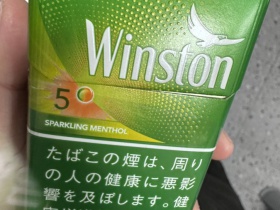 Winston
5
SPARKLING MENTHOL
たばこの煙は、周り
の人の健康に悪影
響を及ぼします。健